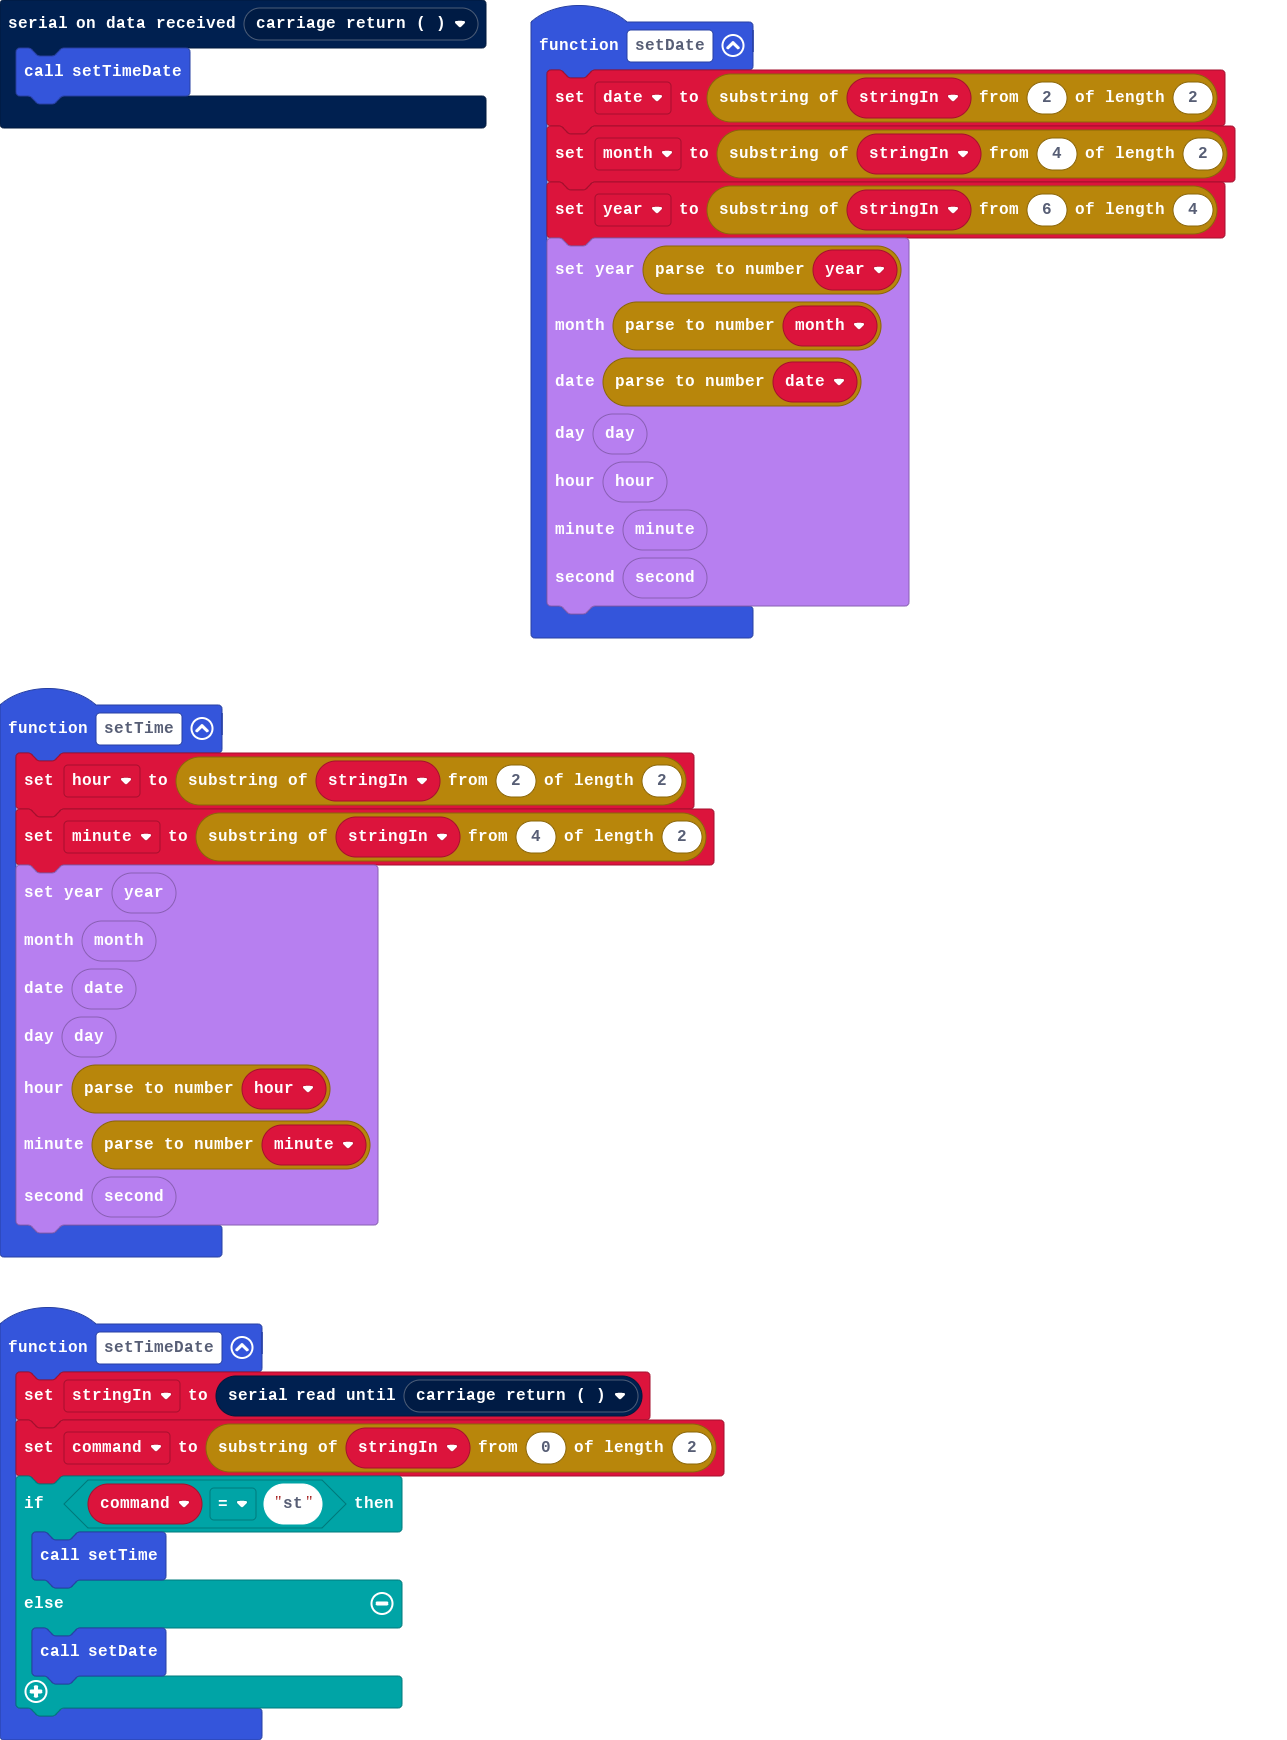 serial on data received carriage return ( )
call setTimeDate
function setDate
set date to substring of stringIn from 2 of length 2
set month to substring of stringIn from 4 of length 2
set year to substring of stringIn from 6 of length 4
set year parse to number year
month parse to number month
date parse to number date
day day
hour hour
minute minute
second second
function setTime
set hour to substring of stringIn from 2 of length 2
set minute to substring of stringIn from 4 of length 2
set year year
month month
date date
day day
hour parse to number hour
minute parse to number minute
second second
function setTimeDate
set stringIn to serial read until carriage return ( )
set command to substring of stringIn from 0 of length 2
if command = "st" then
call setTime
else
call setDate